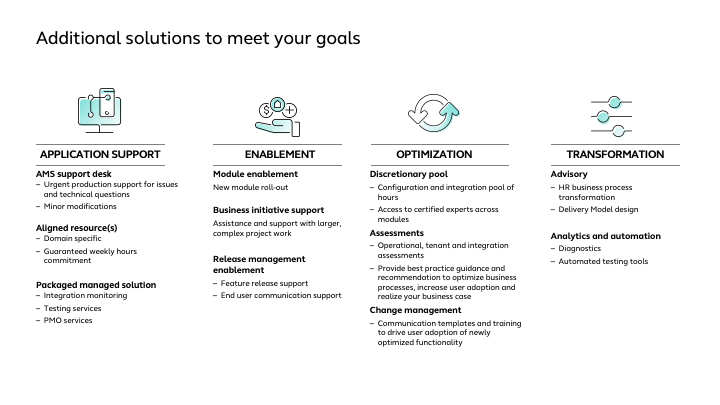 Additional solutions to meet your goals
APPLICATION SUPPORT
AMS support desk
– Urgent production support for issues
and technical questions
– Minor modifications
Aligned resource(s)
– Domain specific
– Guaranteed weekly hours
commitment
Packaged managed solution
– Integration monitoring
– Testing services
– PMO services
ENABLEMENT
Module enablement
New module roll-out
Business initiative support
Assistance and support with larger,
complex project work
Release management
enablement
– Feature release support
– End user communication support
OPTIMIZATION
Discretionary pool
– Configuration and integration pool of
hours
– Access to certified experts across
modules
Assessments
– Operational, tenant and integration
assessments
– Provide best practice guidance and
recommendation to optimize business
processes, increase user adoption and
realize your business case
Change management
– Communication templates and training
to drive user adoption of newly
optimized functionality
TRANSFORMATION
Advisory
– HR business process
transformation
– Delivery Model design
Analytics and automation
– Diagnostics
– Automated testing tools